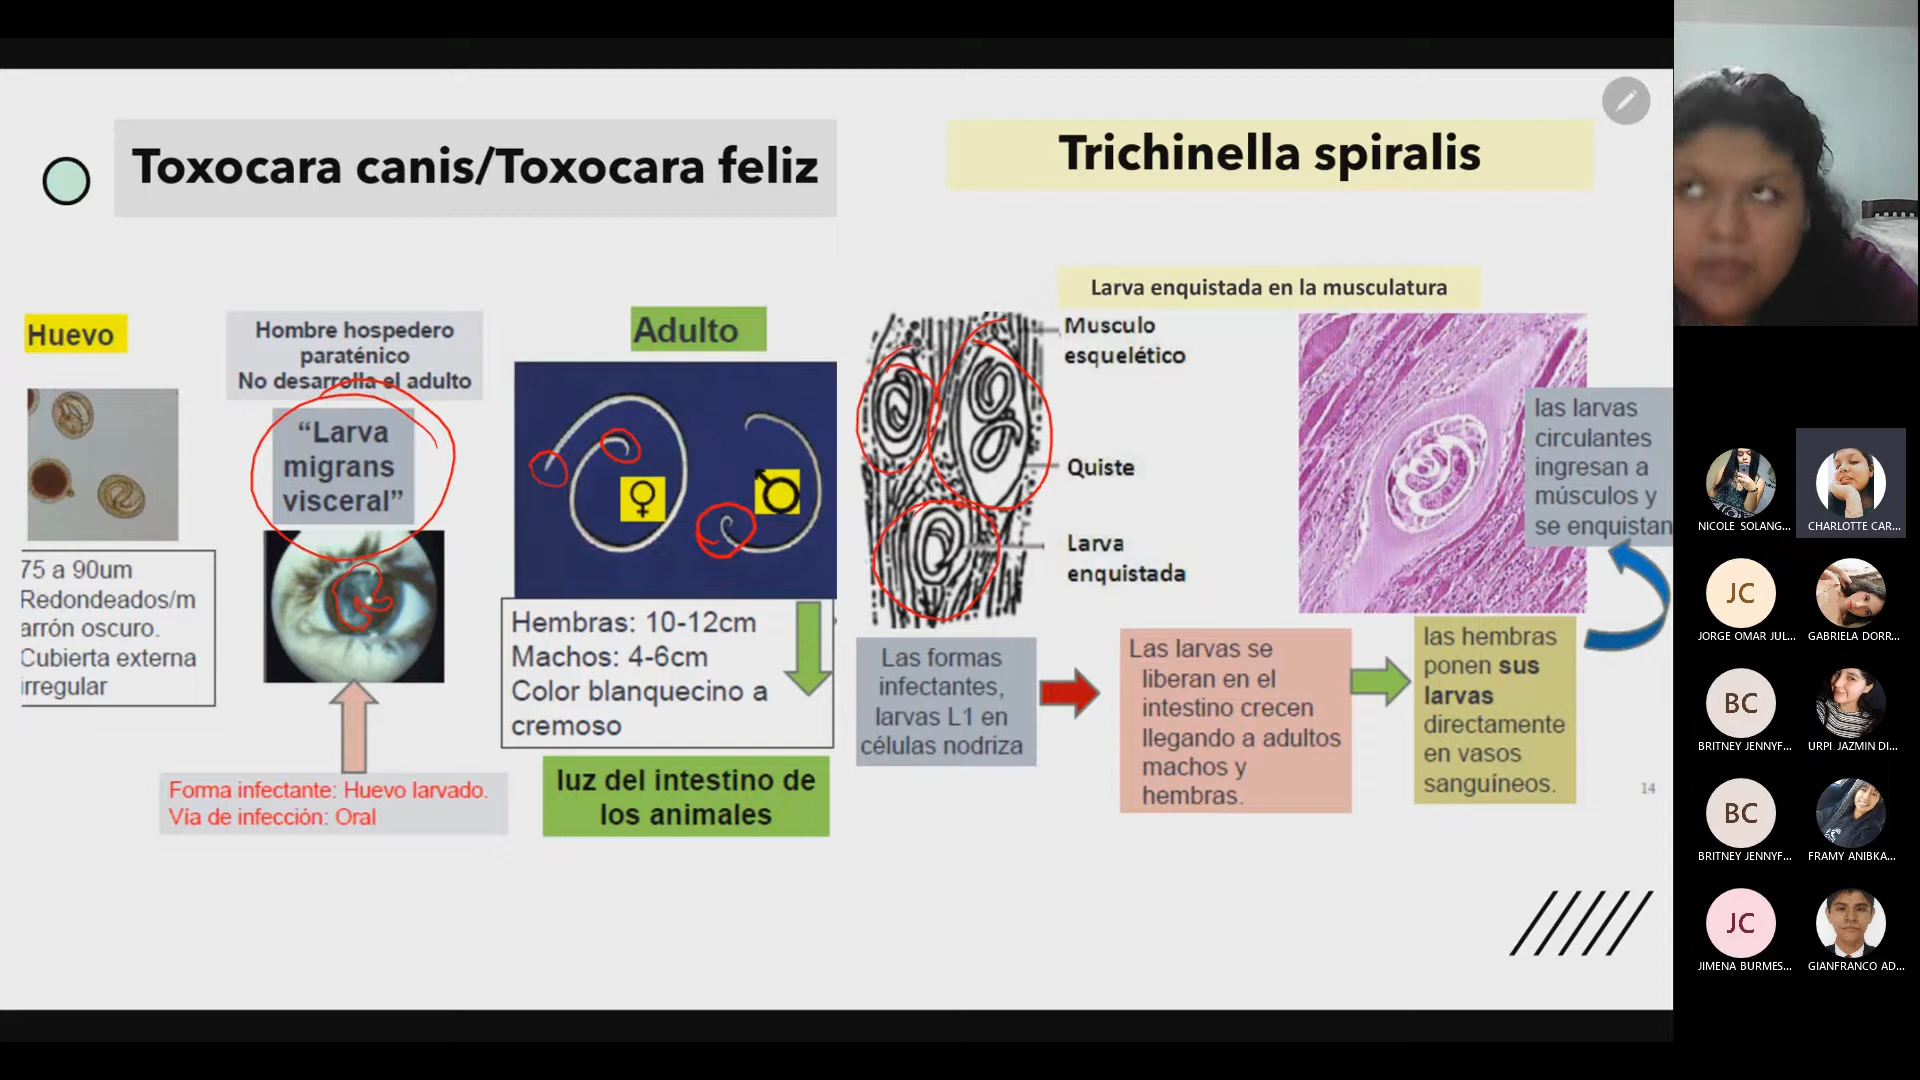 Toxocara canis/Toxocara feliz
Huevo
75 a 90um
Redondeados/m
arrón oscuro.
Cubierta externa
irregular
Hombre hospedero
paraténico
No desarrolla el adulto
“Larva
migrans
visceral”
Forma infectante: Huevo larvado.
Vía de infección: Oral
Adulto
Hembras: 10-12cm
Machos: 4-6cm
Color blanquecino a
cremoso
luz del intestino de
los animales
Trichinella spiralis
Larva enquistada en la musculatura
Musculo
esquelético
Quiste
Larva
enquistada
Las formas
infectantes,
larvas L1 en
células nodriza
Las larvas se
liberan en el
intestino crecen
llegando a adultos
machos y
hembras.
las hembras
ponen sus
larvas
directamente
en vasos
sanguíneos.
las larvas
circulantes
ingresan a
músculos y
se enquistan
14
NICOLE SOLANG...
CHARLOTTE CAR...
JC
JORGE OMAR JUL...
GABRIELA DORR...
BC
BRITNEY JENNYF...
URPI JAZMIN DI...
BC
BRITNEY JENNYF...
FRAMY ANIBKA...
JC
JIMENA BURMES...
GIANFRANCO AD...